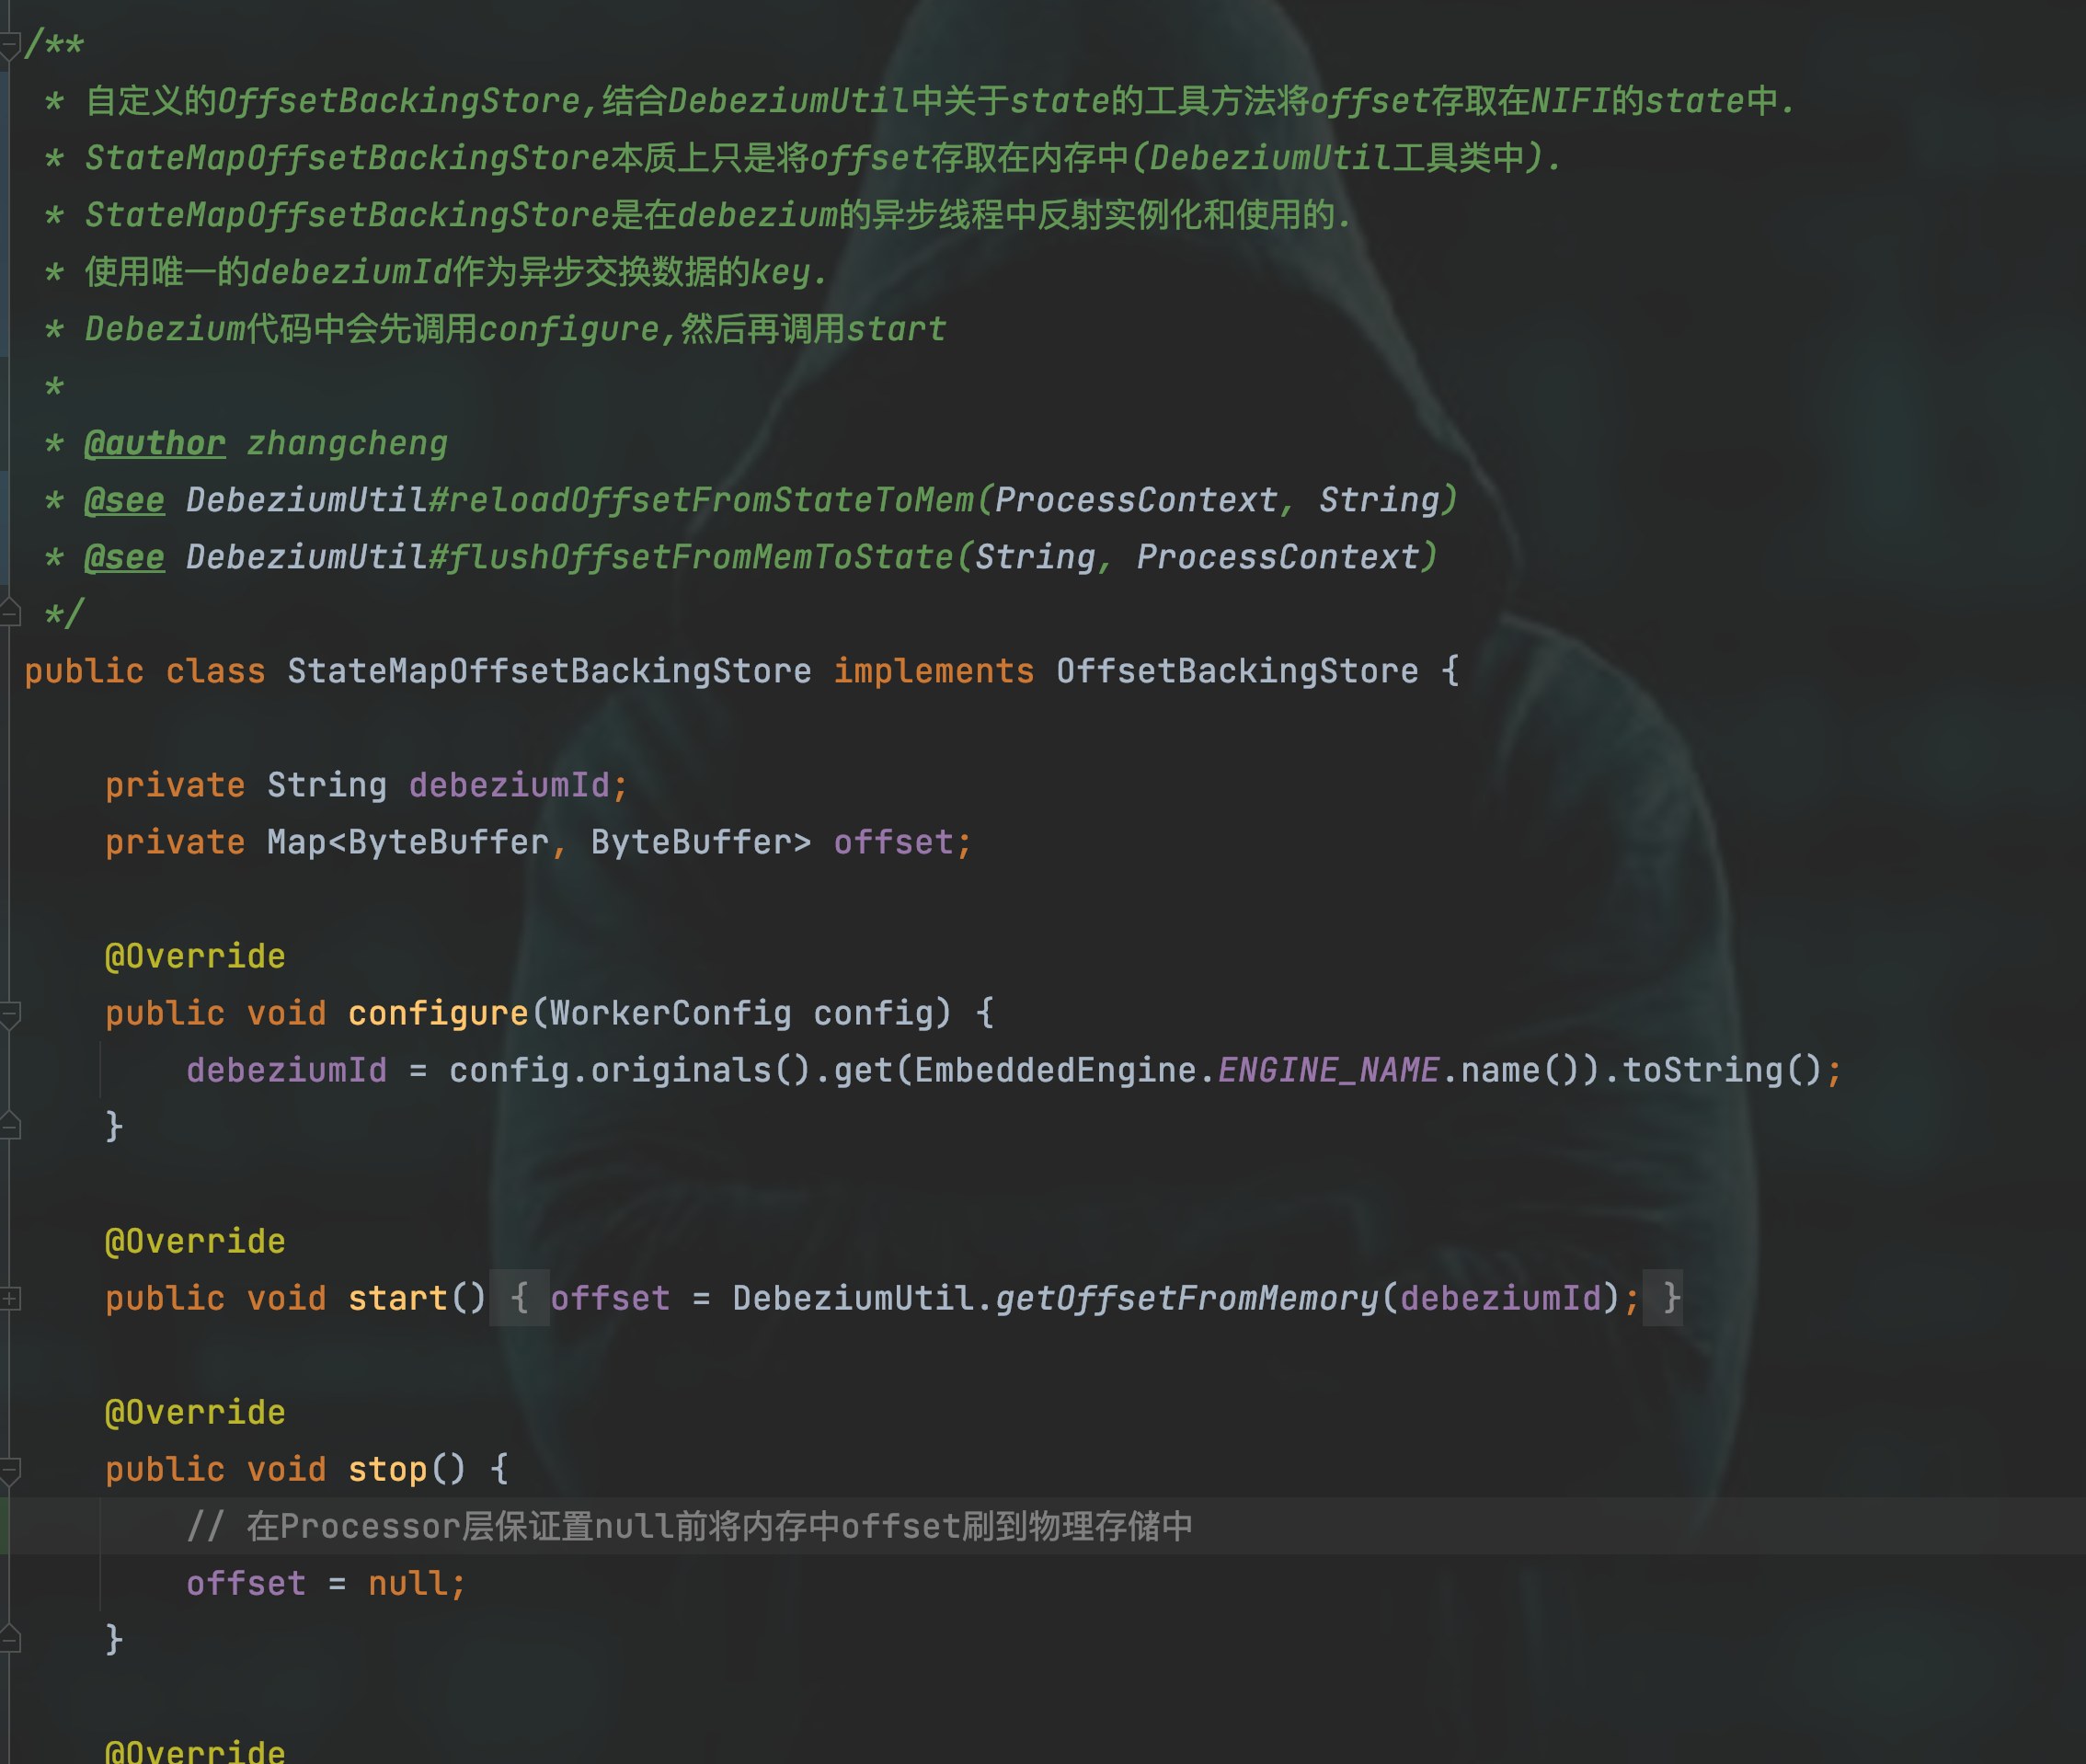 /**
 * 自定义的OffsetBackingStore,结合DebeziumUtil中关于state的工具方法将offset存取在NIFI的state中.
 * StateMapOffsetBackingStore本质上只是将offset存取在内存中(DebeziumUtil工具类中).
 * StateMapOffsetBackingStore是在debezium的异步线程中反射实例化和使用的.
 * 使用唯一的debeziumId作为异步交换数据的key.
 * Debezium代码中会先调用configure,然后再调用start
 *
 * @author zhangcheng
 * @see DebeziumUtil#reloadOffsetFromStateToMem(ProcessContext, String)
 * @see DebeziumUtil#flushOffsetFromMemToState(String, ProcessContext)
 */
public class StateMapOffsetBackingStore implements OffsetBackingStore {
    private String debeziumId;
    private Map<ByteBuffer, ByteBuffer> offset;
    @Override
    public void configure(WorkerConfig config) {
        debeziumId = config.originals().get(EmbeddedEngine.ENGINE_NAME.name()).toString();
    }
    @Override
    public void start() { offset = DebeziumUtil.getOffsetFromMemory(debeziumId); }
    @Override
    public void stop() {
        // 在Processor层保证置null前将内存中offset刷到物理存储中
        offset = null;
    }
    @Override